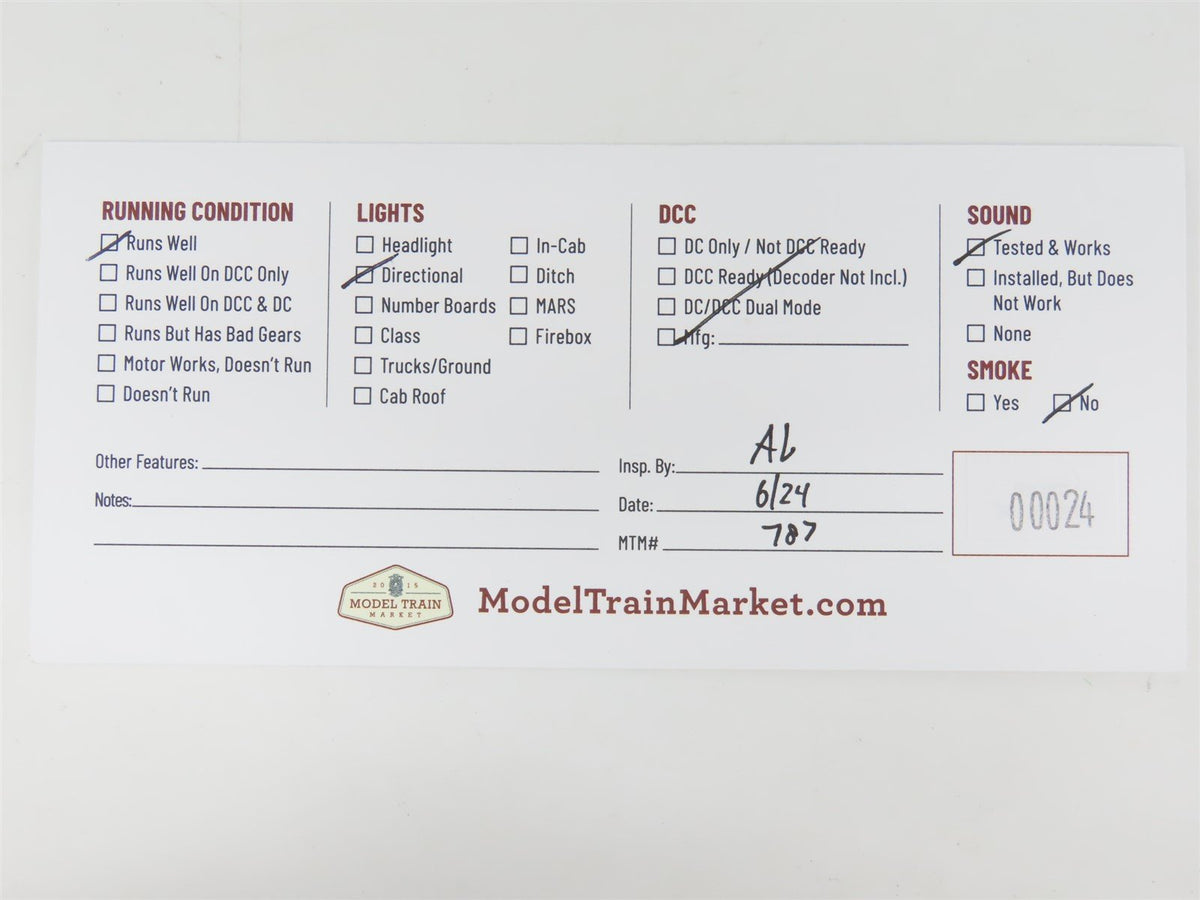 RUNNING CONDITION
Runs Well
Runs Well On DCC Only
Runs Well On DCC & DC
Runs But Has Bad Gears
Motor Works, Doesn't Run
Doesn't Run
LIGHTS
Headlight
Directional
Number Boards
Class
Trucks/Ground
Cab Roof
In-Cab
Ditch
MARS
Firebox
DCC
DC Only / Not DCC Ready
DCC Ready (Decoder Not Incl.)
DC/DCC Dual Mode
Mfg:
SOUND
Tested & Works
Installed, But Does
Not Work
None
SMOKE
Yes
No
Other Features:
Notes:
Insp. By: AL
Date: 6/24
MTM# 787
00024
2015
MODEL TRAIN
MARKET
ModelTrainMarket.com